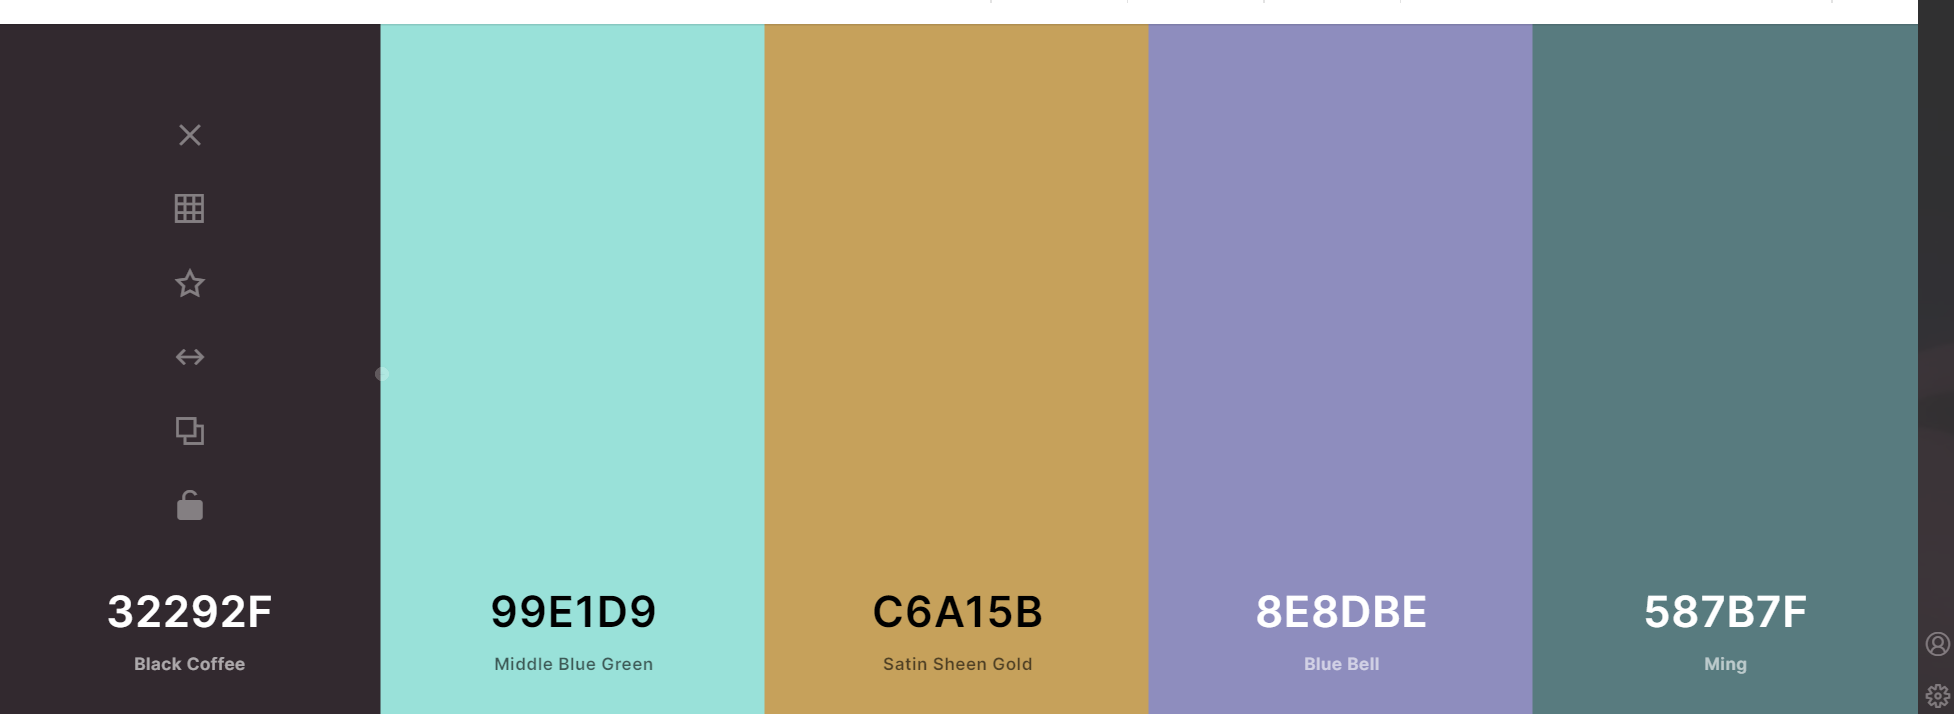 32292F
Black Coffee
99E1D9
Middle Blue Green
C6A15B
Satin Sheen Gold
8E8DBE
Blue Bell
587B7F
Ming